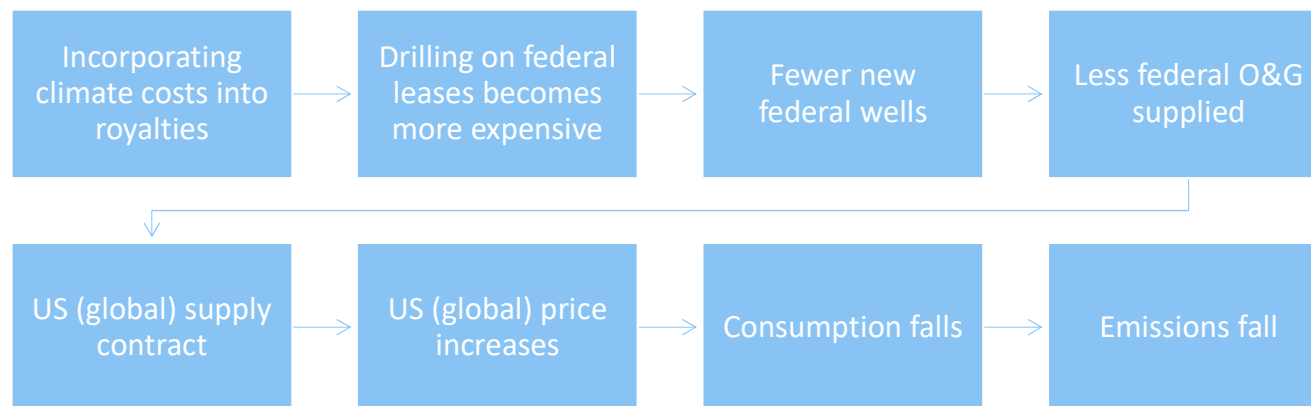 Incorporating
climate costs into
royalties
Drilling on federal
leases becomes
more expensive
Fewer new
federal wells
Less federal O&G
supplied
US (global) supply
contract
US (global) price
increases
Consumption falls
Emissions fall